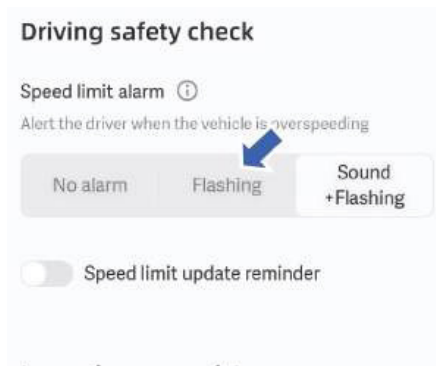 Driving safety check
Speed limit alarm
Alert the driver when the vehicle is overspeeding
No alarm
Flashing
Sound
+Flashing
Speed limit update reminder